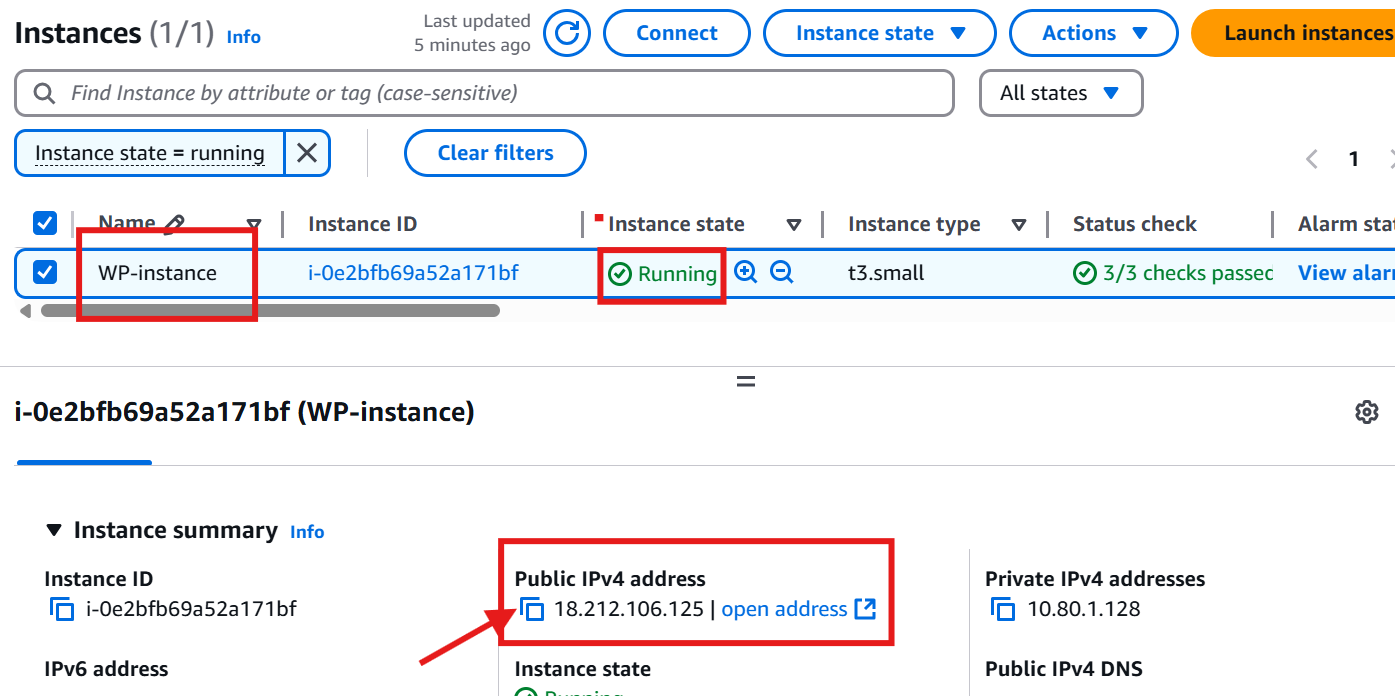 Instances (1/1) Info
Last updated
5 minutes ago
Connect
Instance state
Actions
Launch instances
Find Instance by attribute or tag (case-sensitive)
All states
Instance state = running
Clear filters
1
Name
Instance ID
Instance state
Instance type
Status check
Alarm stat
WP-instance
i-0e2bfb69a52a171bf
Running
t3.small
3/3 checks passed
View alarr
i-0e2bfb69a52a171bf (WP-instance)
Instance summary Info
Instance ID
i-0e2bfb69a52a171bf
Public IPv4 address
18.212.106.125 | open address
Private IPv4 addresses
10.80.1.128
IPv6 address
Instance state
Running
Public IPv4 DNS